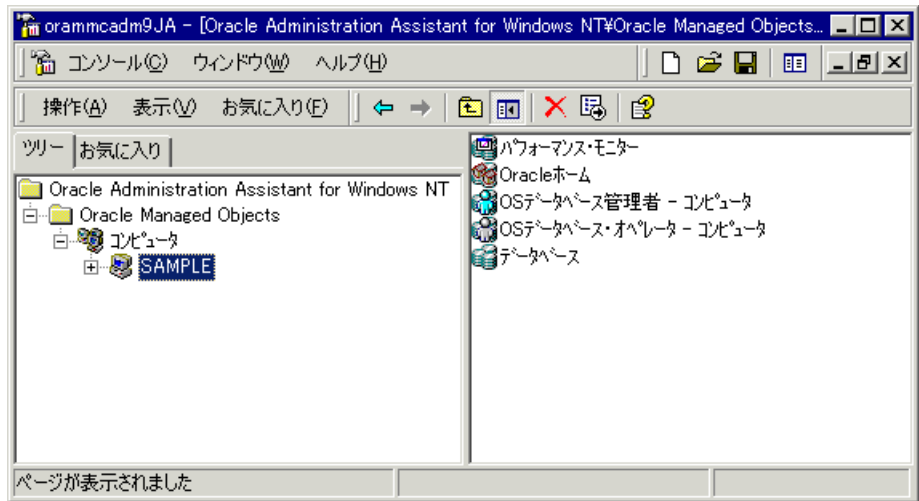 orammcadm9JA - [Oracle Administration Assistant for Windows NT¥Oracle Managed Objects...
コンソール(C) ウィンドウ(W) ヘルプ(H)
操作(A) 表示(V) お気に入り(F)
ツリー お気に入り
Oracle Administration Assistant for Windows NT
Oracle Managed Objects
コンピュータ
SAMPLE
パフォーマンス・モニター
Oracleホーム
OSデータベース管理者 - コンピュータ
OSデータベース・オペレータ - コンピュータ
データベース
ページが表示されました